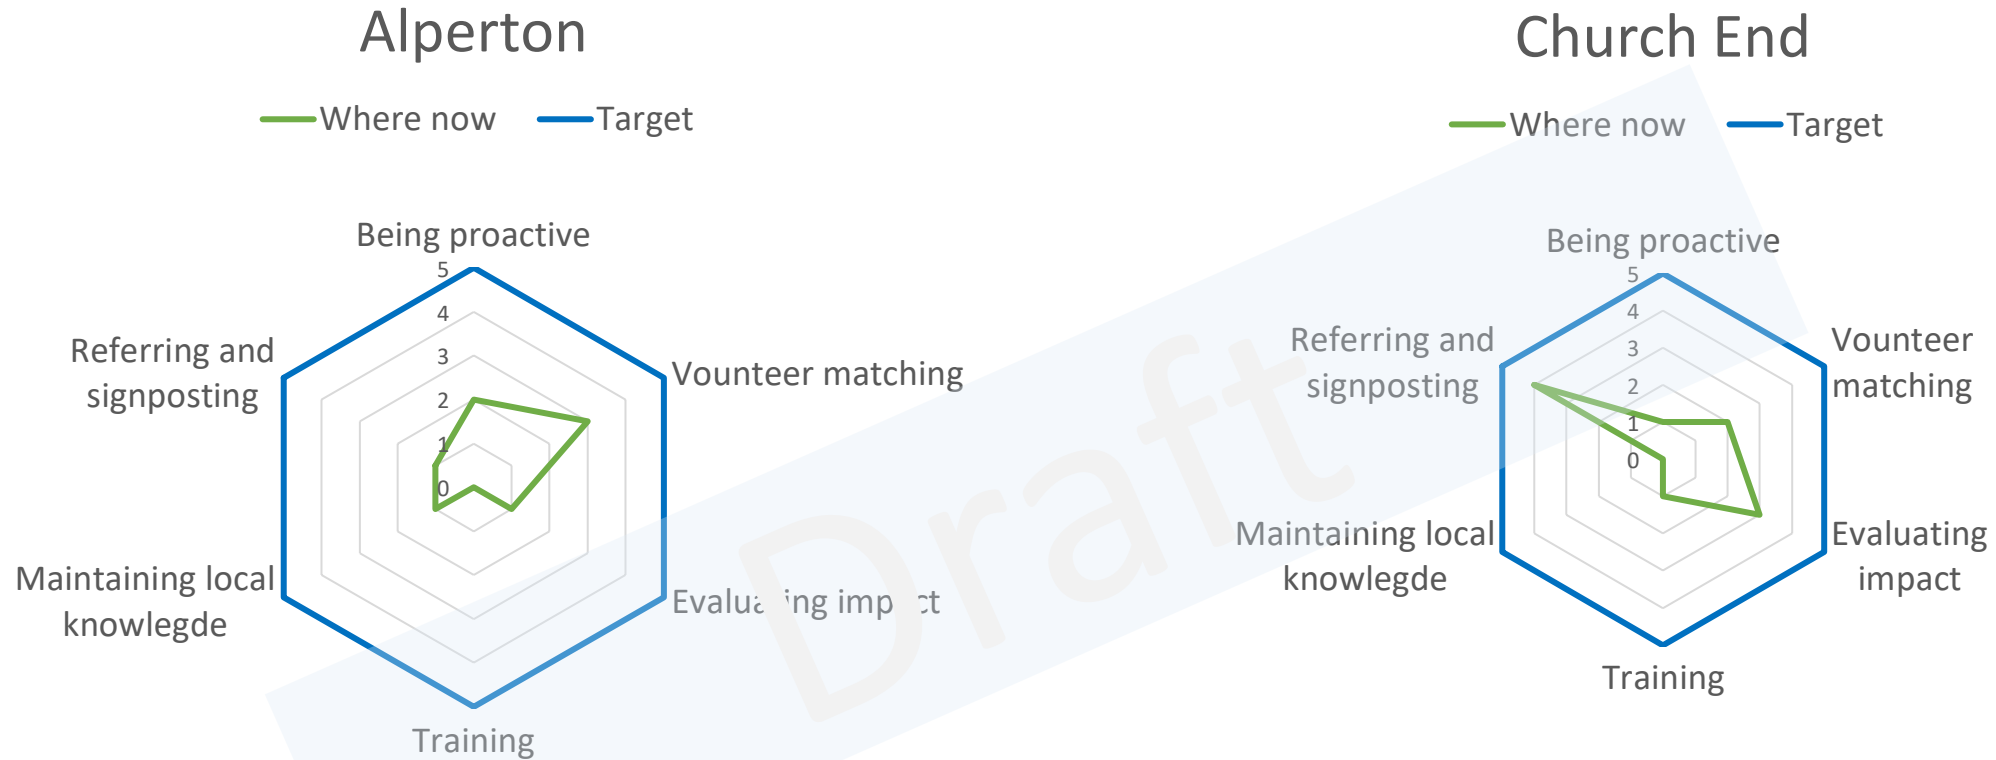 Alperton
Where now
Target
Being proactive
5
4
3
2
1
0
Referring and
signposting
Vounteer matching
Maintaining local
knowlegde
Evaluating impact
Training
Church End
Where now
Target
Being proactive
5
4
3
2
1
0
Referring and
signposting
Vounteer
matching
Maintaining local
knowlegde
Evaluating
impact
Training
Draft